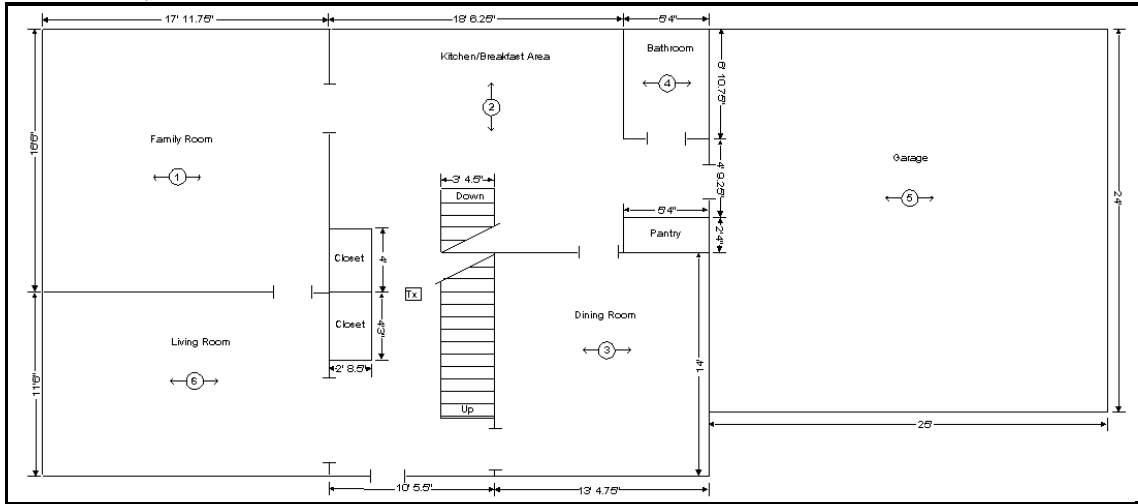 17' 11.75"
18' 6.25"
5'4"
Kitchen/Breakfast Area
Bathroom
4
6' 10.75"
2
Family Room
16'6"
1
Garage
5
24'
4' 9.25"
3' 4.5"
Down
5'4"
Pantry
2'4"
Closet
4'
Tx
Closet
4'3"
2' 8.5"
Living Room
6
11'6"
Dining Room
3
14'
Up
25'
10' 5.5"
13' 4.75"